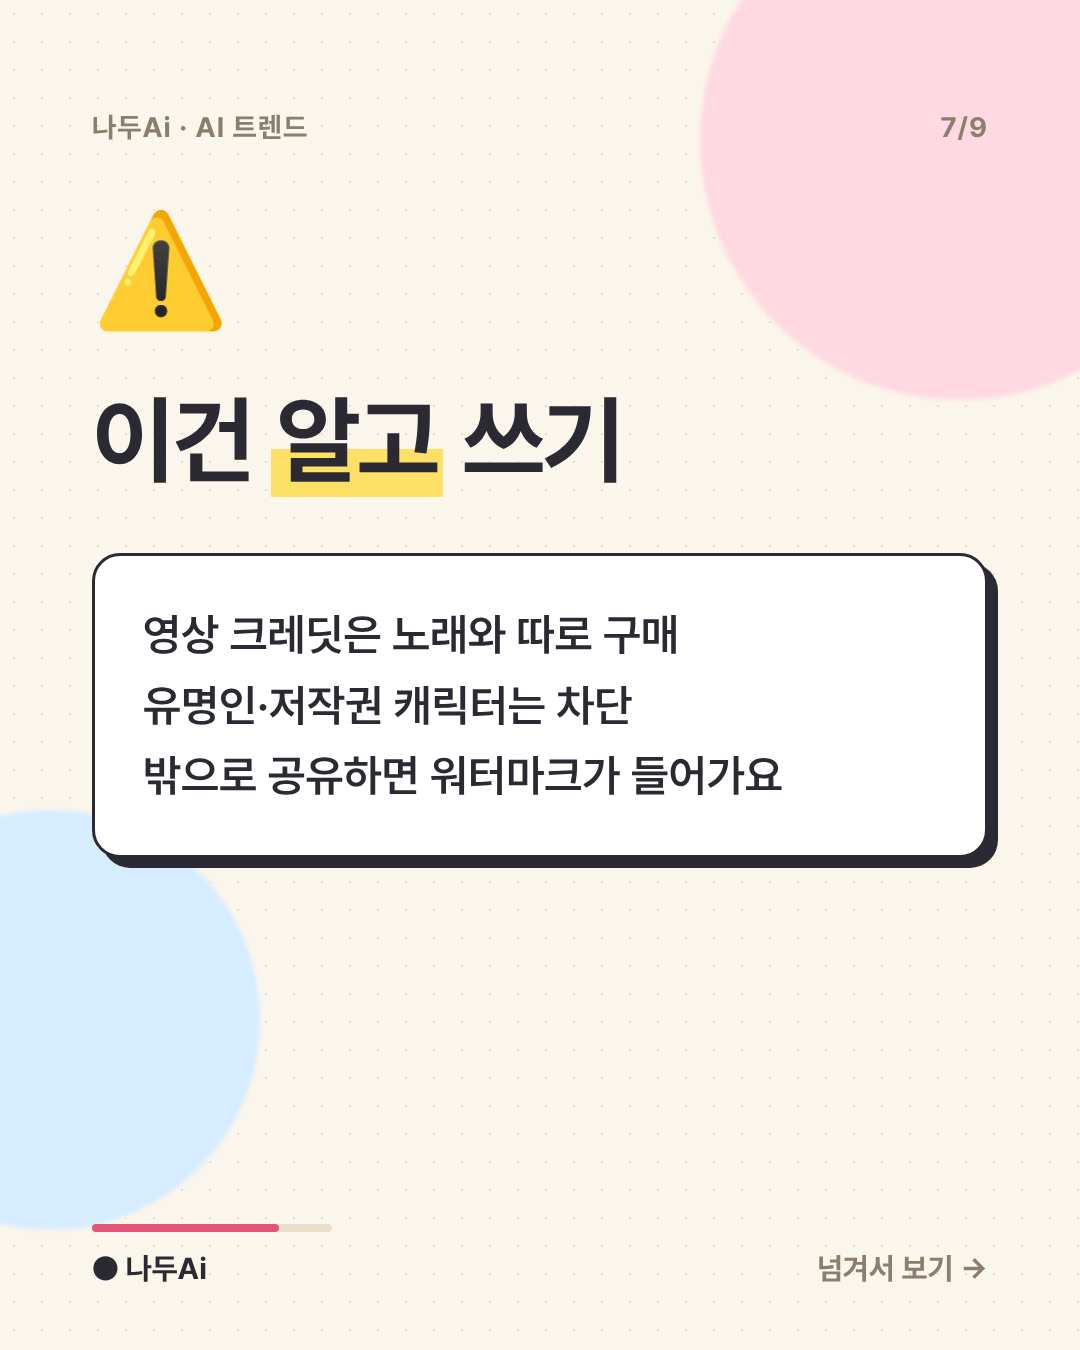 나두Ai · AI 트렌드
7/9
이건 알고 쓰기
영상 크레딧은 노래와 따로 구매
유명인·저작권 캐릭터는 차단
밖으로 공유하면 워터마크가 들어가요
나두Ai
넘겨서 보기 →